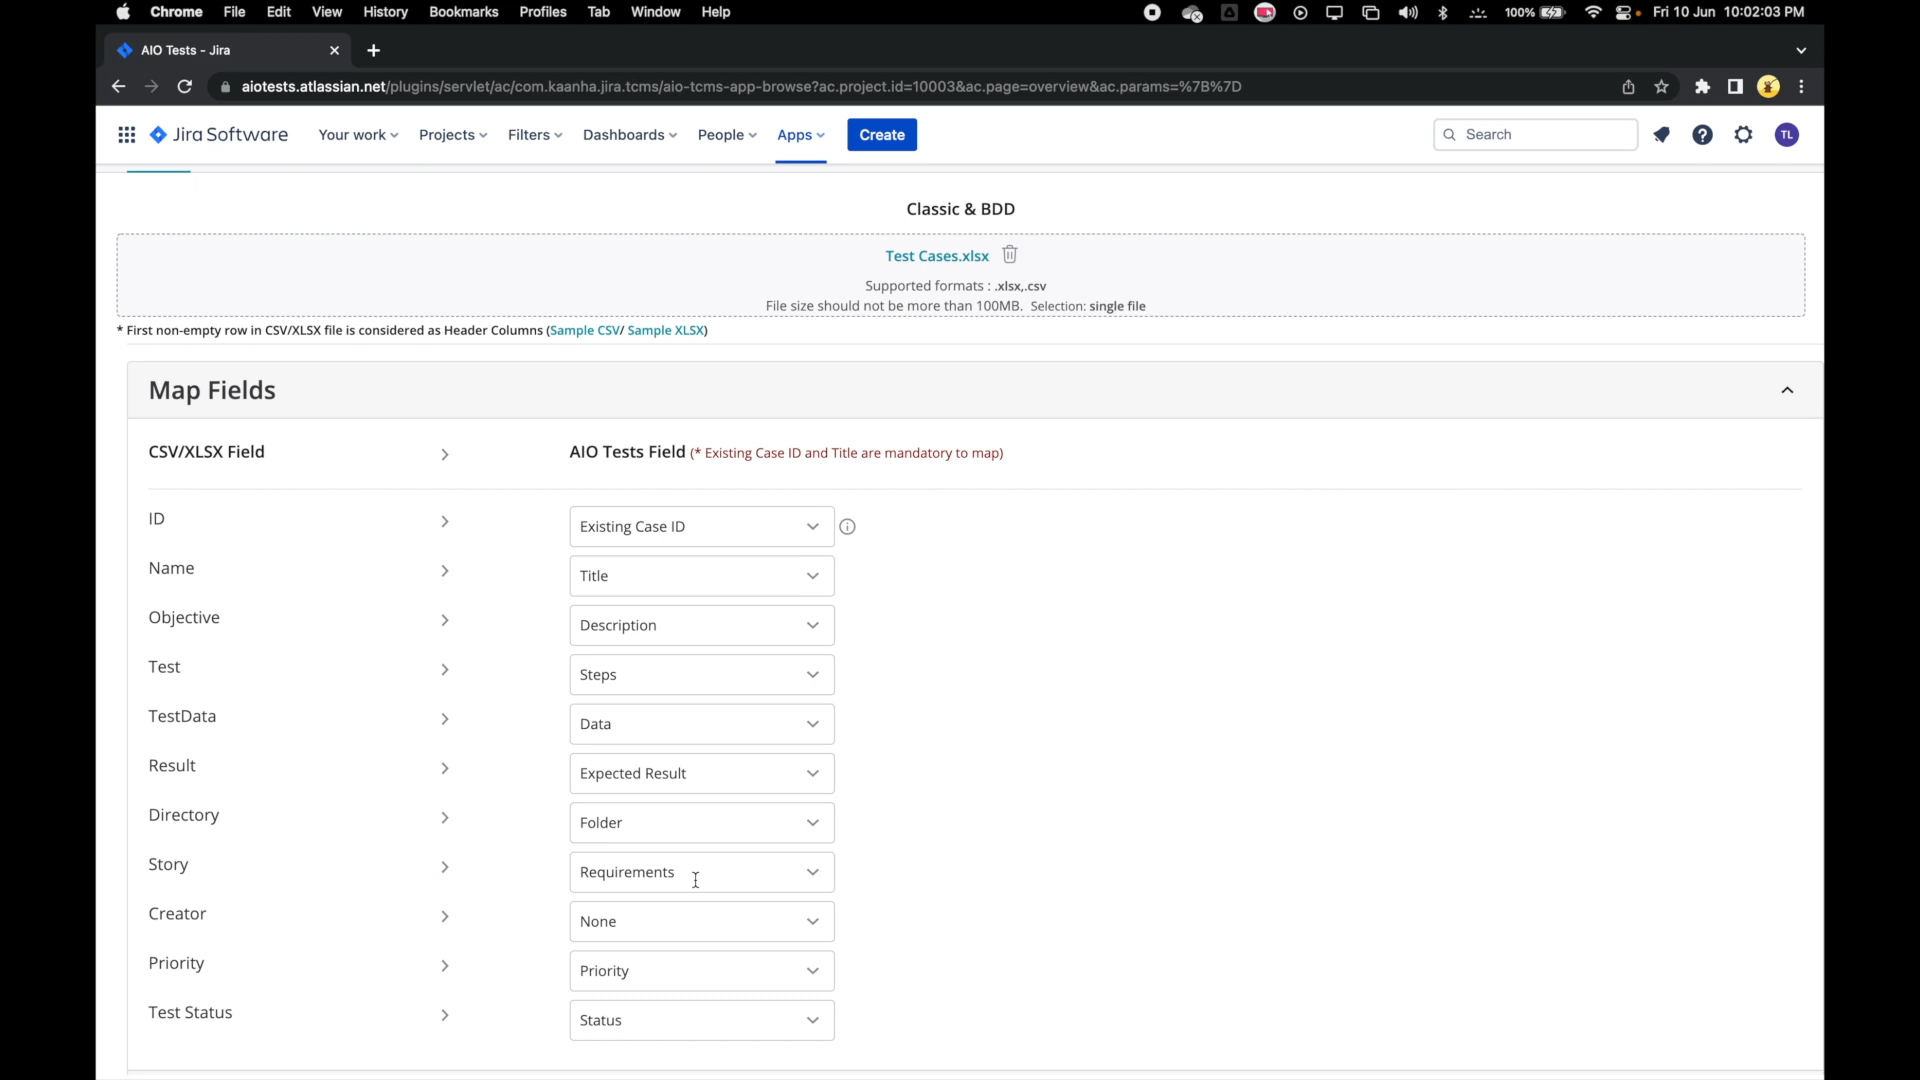 Chrome File Edit View History Bookmarks Profiles Tab Window Help 100% Fri 10 Jun 10:02:03 PM
AIO Tests - Jira
aiotests.atlassian.net/plugins/servlet/ac/com.kaanha.jira.tcms/aio-tcms-app-browse?ac.project.id=10003&ac.page=overview&ac.params=%7B%7D
Jira Software Your work Projects Filters Dashboards People Apps Create Search TL
Classic & BDD
Test Cases.xlsx
Supported formats : .xlsx,.csv
File size should not be more than 100MB. Selection: single file
* First non-empty row in CSV/XLSX file is considered as Header Columns (Sample CSV/ Sample XLSX)
Map Fields
CSV/XLSX Field AIO Tests Field (* Existing Case ID and Title are mandatory to map)
ID Existing Case ID
Name Title
Objective Description
Test Steps
TestData Data
Result Expected Result
Directory Folder
Story Requirements
Creator None
Priority Priority
Test Status Status